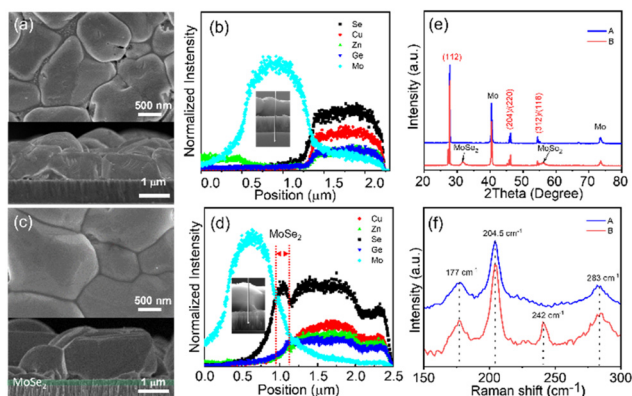 (a)
500 nm
1 μm
(b)
Normalized Instensity
Se
Cu
Zn
Ge
Mo
0.0 0.5 1.0 1.5 2.0
Position (μm)
(c)
500 nm
MoSe2
1 μm
(d)
MoSe2
Normalized Instensity
Cu
Zn
Se
Ge
Mo
0.0 0.5 1.0 1.5 2.0 2.5
Position (μm)
(e)
A
B
(112)
Mo
(204)/(220)
(312)/(116)
Mo
MoSe2
MoSe2
Intensity (a.u.)
20 30 40 50 60 70 80
2Theta (Degree)
(f)
A
B
204.5 cm-1
177 cm-1
242 cm-1
283 cm-1
Intensity (a.u.)
150 200 250 300
Raman shift (cm-1)